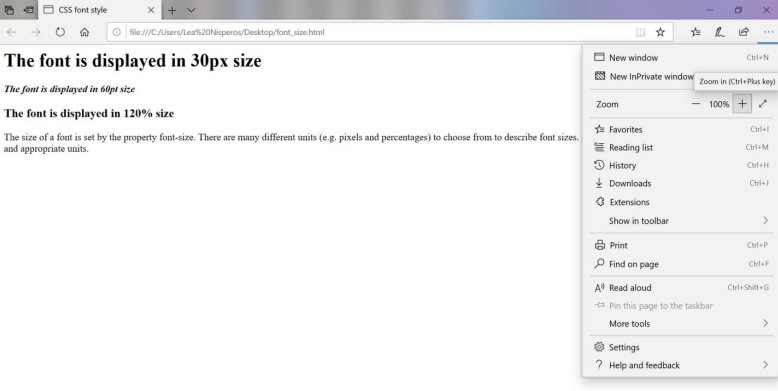 CSS font style
file:///C:/Users/Lea%20Nisperos/Desktop/font_size.html
The font is displayed in 30px size
The font is displayed in 60pt size
The font is displayed in 120% size
The size of a font is set by the property font-size. There are many different units (e.g. pixels and percentages) to choose from to describe font sizes.
and appropriate units.
New window Ctrl+N
New InPrivate window
Zoom in (Ctrl+Plus key)
Zoom 100%
Favorites Ctrl+I
Reading list Ctrl+M
History Ctrl+H
Downloads Ctrl+J
Extensions
Show in toolbar
Print Ctrl+P
Find on page Ctrl+F
Read aloud Ctrl+Shift+G
Pin this page to the taskbar
More tools
Settings
Help and feedback